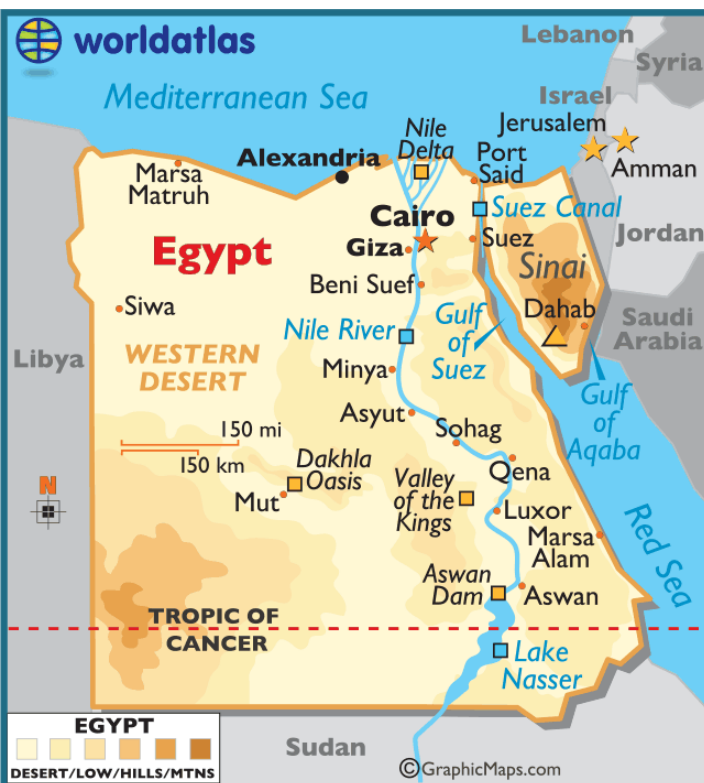 worldatlas
Lebanon
Syria
Mediterranean Sea
Israel
Jerusalem
Amman
Nile
Delta
Port
Said
Alexandria
Marsa
Matruh
Cairo
Suez Canal
Jordan
Egypt
Giza
Suez
Sinai
Beni Suef
Siwa
Dahab
Saudi
Arabia
Nile River
Gulf
of
Suez
Libya
WESTERN
DESERT
Minya
Gulf
of
Aqaba
Asyut
Sohag
150 mi
150 km
Dakhla
Oasis
Qena
Valley
of the
Kings
N
Mut
Luxor
Marsa
Alam
Red Sea
Aswan
Dam
Aswan
TROPIC OF
CANCER
Lake
Nasser
EGYPT
DESERT/LOW/HILLS/MTNS
Sudan
©GraphicMaps.com